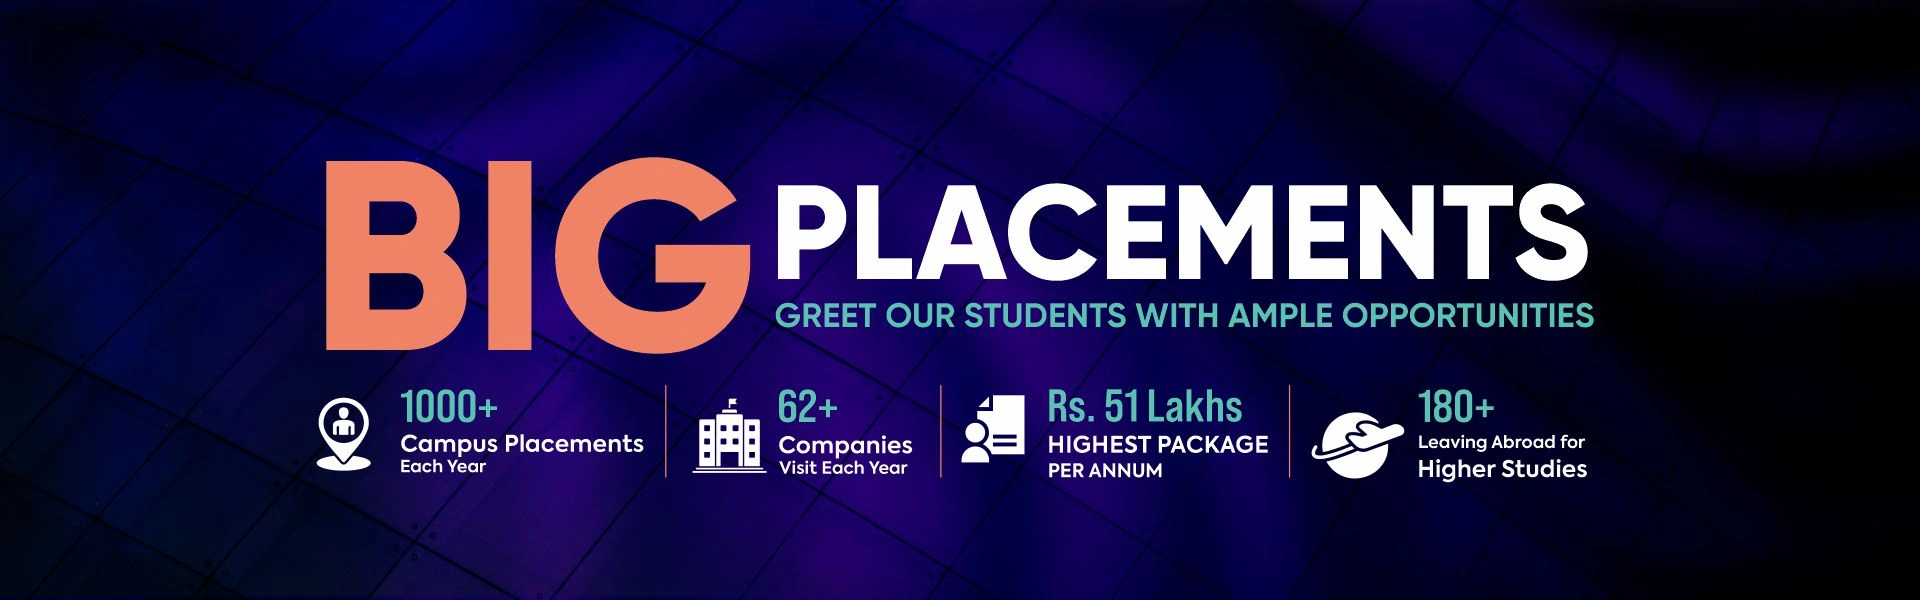 BIG PLACEMENTS
GREET OUR STUDENTS WITH AMPLE OPPORTUNITIES
1000+
Campus Placements
Each Year
62+
Companies
Visit Each Year
Rs. 51 Lakhs
HIGHEST PACKAGE
PER ANNUM
180+
Leaving Abroad for
Higher Studies